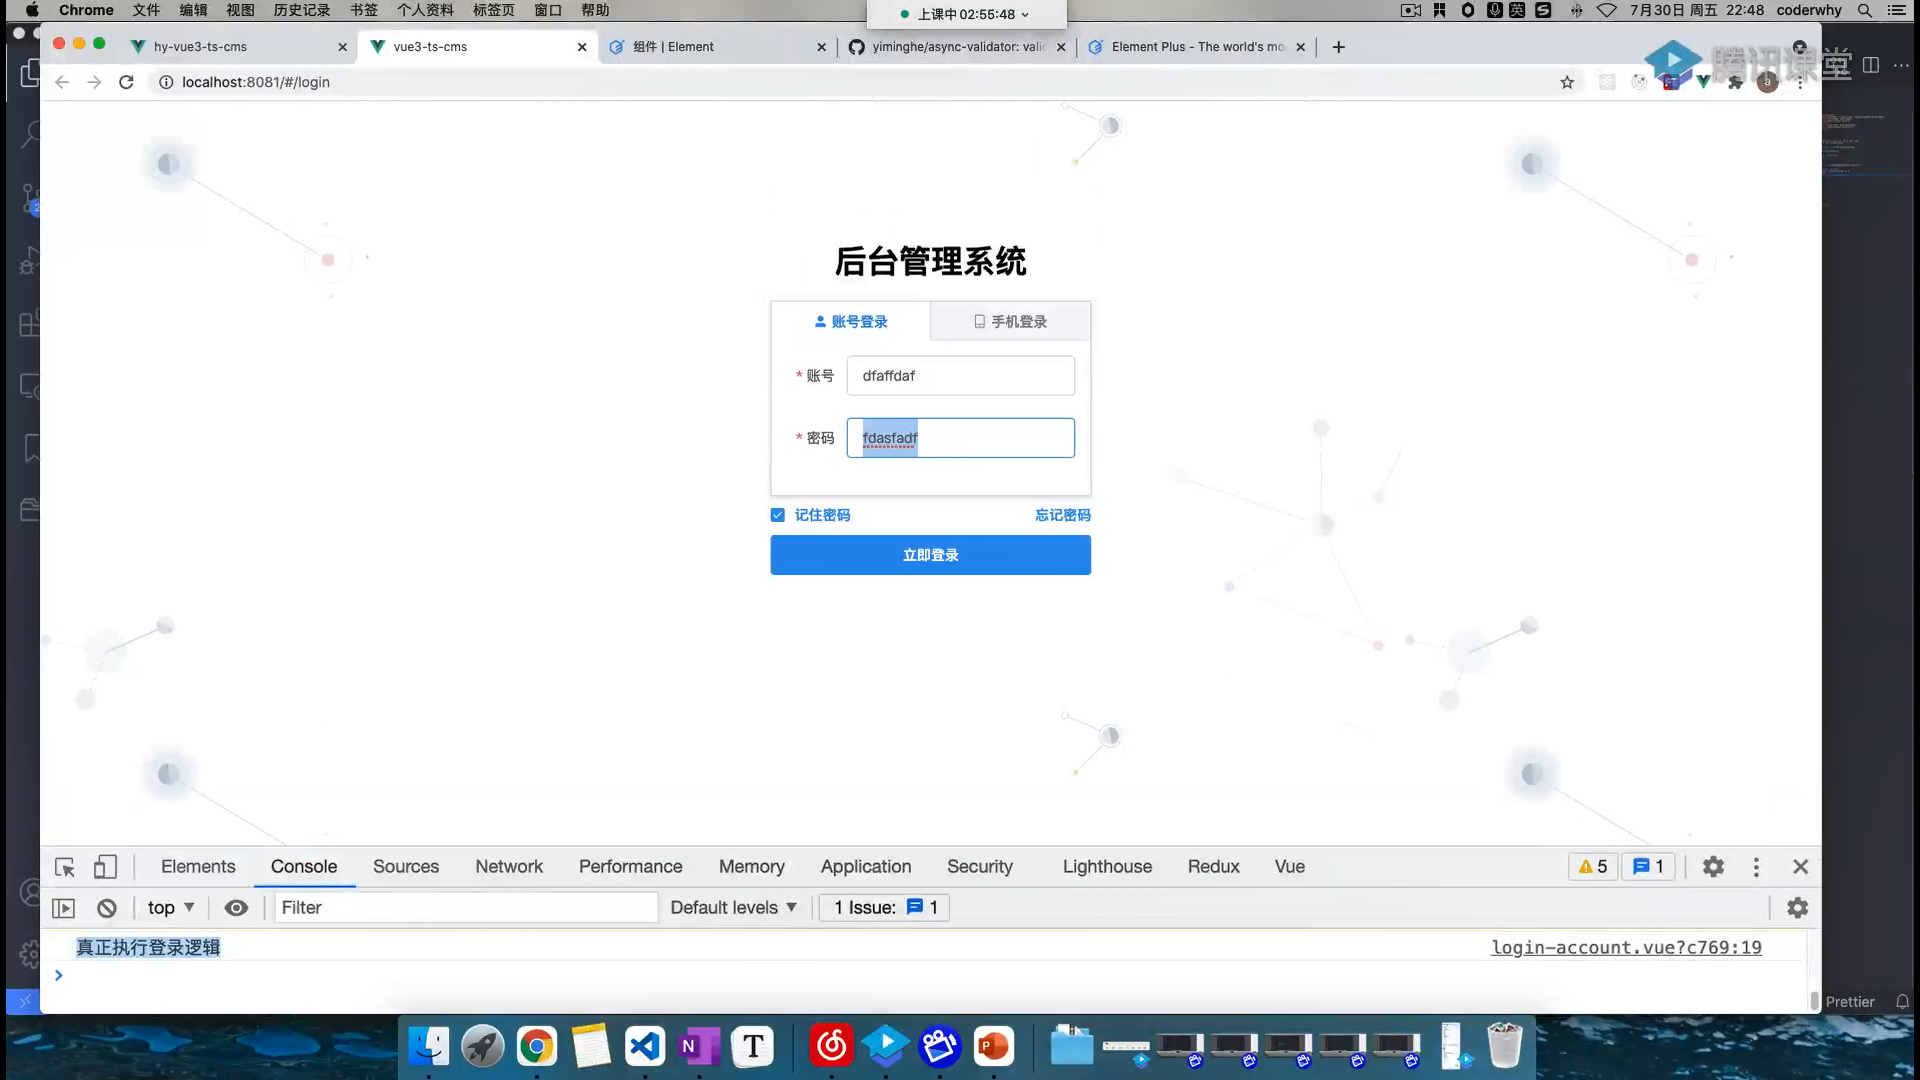 Chrome 文件 编辑 视图 历史记录 书签 个人资料 标签页 窗口 帮助
上课中 02:55:48
英 7月30日 周五 22:48 coderwhy
hy-vue3-ts-cms
vue3-ts-cms
组件 | Element
yiminghe/async-validator: valid
Element Plus - The world's mo
腾讯课堂
localhost:8081/#/login
a
后台管理系统
账号登录 手机登录
* 账号 dfaffdaf
* 密码 fdasfadf
记住密码 忘记密码
立即登录
Elements Console Sources Network Performance Memory Application Security Lighthouse Redux Vue 5 1
top Filter Default levels 1 Issue: 1
真正执行登录逻辑 login-account.vue?c769:19
Prettier
N T P